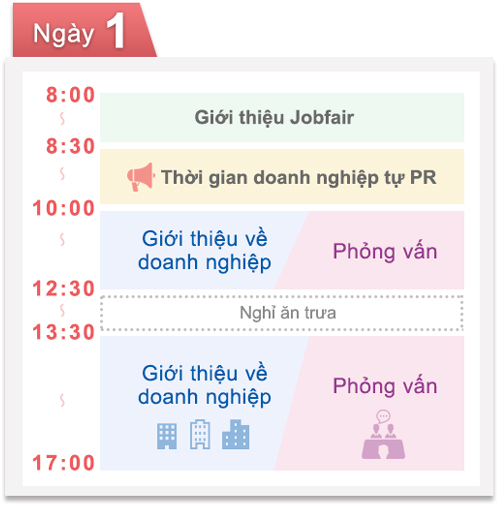 Ngày 1
8:00
Giới thiệu Jobfair
8:30
Thời gian doanh nghiệp tự PR
10:00
Giới thiệu về
doanh nghiệp
Phỏng vấn
12:30
Nghỉ ăn trưa
13:30
Giới thiệu về
doanh nghiệp
Phỏng vấn
17:00